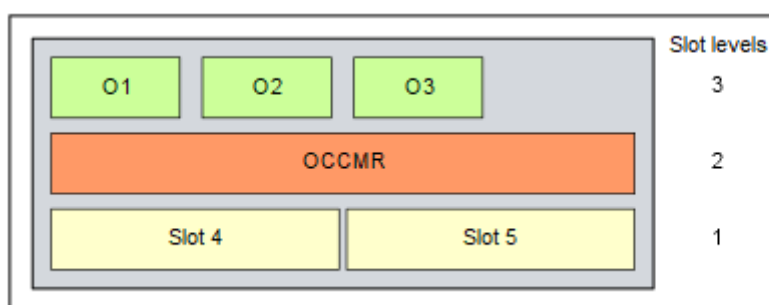 Slot levels
O1 O2 O3 3
OCCMR 2
Slot 4 Slot 5 1